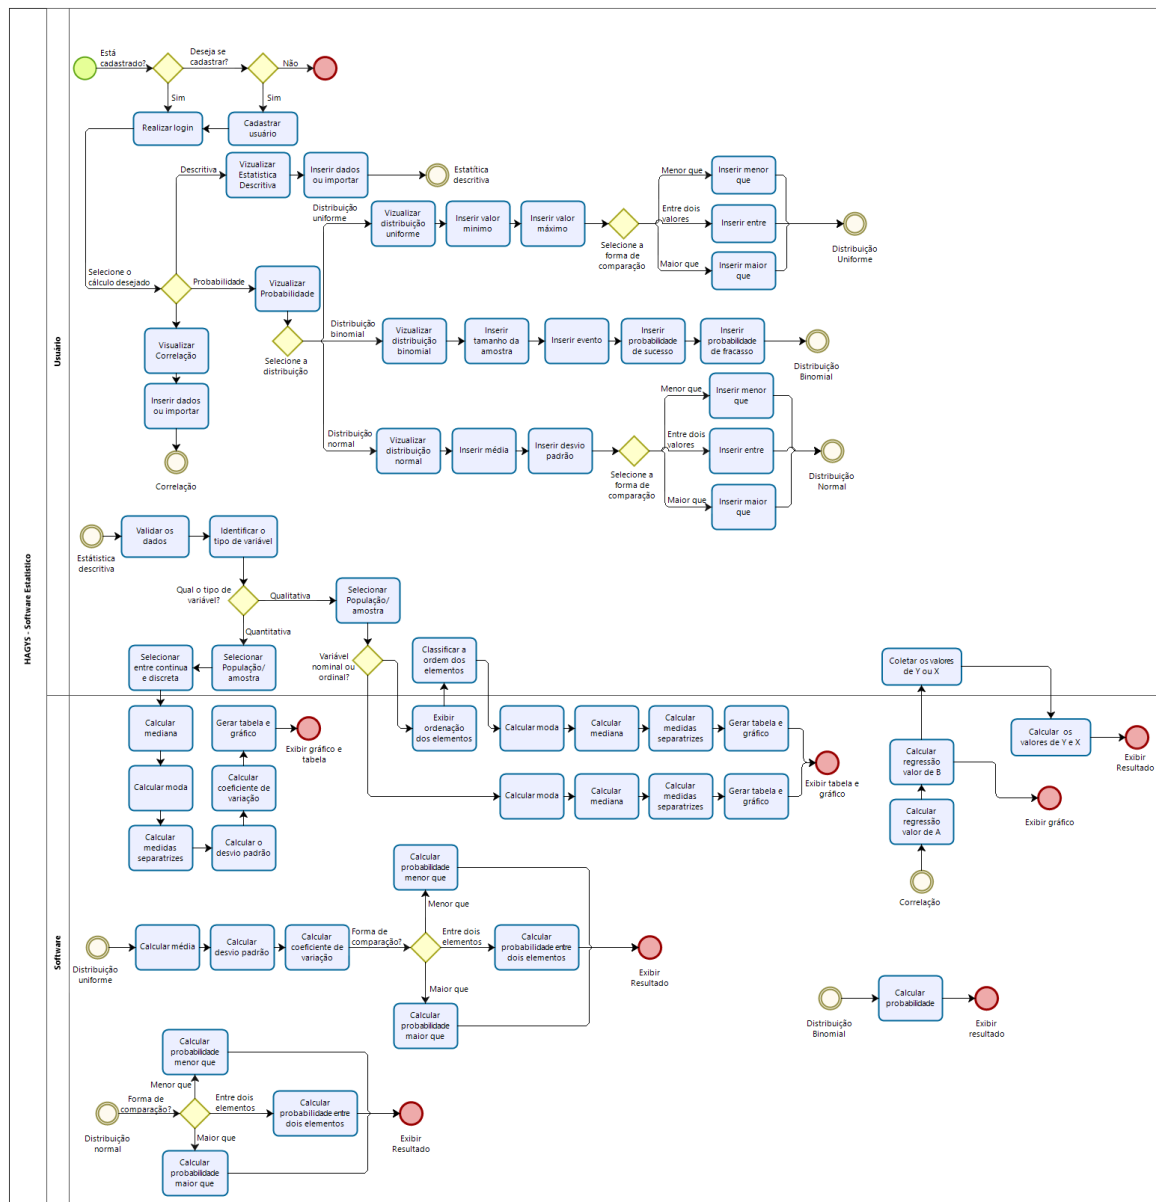 HAGYS - Software Estatístico
Usuário
Software
Está
cadastrado?
Deseja se
cadastrar?
Não
Sim
Sim
Realizar login
Cadastrar
usuário
Descritiva
Vizualizar
Estatistica
Descritiva
Inserir dados
ou importar
Estatítica
descritiva
Selecione o
cálculo desejado
Probabilidade
Vizualizar
Probabilidade
Selecione a
distribuição
Visualizar
Correlação
Inserir dados
ou importar
Correlação
Distribuição
uniforme
Vizualizar
distribuição
uniforme
Inserir valor
minimo
Inserir valor
máximo
Selecione a
forma de
comparação
Menor que
Entre dois
valores
Maior que
Inserir menor
que
Inserir entre
Inserir maior
que
Distribuição
Uniforme
Distribuição
binomial
Vizualizar
distribuição
binomial
Inserir
tamanho da
amostra
Inserir evento
Inserir
probabilidade
de sucesso
Inserir
probabilidade
de fracasso
Distribuição
Binomial
Distribuição
normal
Vizualizar
distribuição
normal
Inserir média
Inserir desvio
padrão
Selecione a
forma de
comparação
Menor que
Entre dois
valores
Maior que
Inserir menor
que
Inserir entre
Inserir maior
que
Distribuição
Normal
Estátistica
descritiva
Validar os
dados
Identificar o
tipo de variável
Qual o tipo de
variável?
Qualitativa
Quantitativa
Selecionar
População/
amostra
Selecionar
entre continua
e discreta
Selecionar
População/
amostra
Variável
nominal ou
ordinal?
Classificar a
ordem dos
elementos
Exibir
ordenação
dos elementos
Coletar os valores
de Y ou X
Calcular
mediana
Calcular moda
Calcular
medidas
separatrizes
Calcular o
desvio padrão
Calcular
coeficiente de
variação
Gerar tabela e
gráfico
Exibir gráfico e
tabela
Calcular moda
Calcular
mediana
Calcular
medidas
separatrizes
Gerar tabela e
gráfico
Calcular moda
Calcular
mediana
Calcular
medidas
separatrizes
Gerar tabela e
gráfico
Exibir tabela e
gráfico
Calcular os
valores de Y e X
Exibir
Resultado
Calcular
regressão
valor de B
Exibir gráfico
Calcular
regressão
valor de A
Correlação
Distribuição
uniforme
Calcular média
Calcular
desvio padrão
Calcular
coeficiente de
variação
Forma de
comparação?
Menor que
Entre dois
elementos
Maior que
Calcular
probabilidade
menor que
Calcular
probabilidade entre
dois elementos
Calcular
probabilidade
maior que
Exibir
Resultado
Distribuição
Binomial
Calcular
probabilidade
Exibir
resultado
Distribuição
normal
Forma de
comparação?
Menor que
Entre dois
elementos
Maior que
Calcular
probabilidade
menor que
Calcular
probabilidade entre
dois elementos
Calcular
probabilidade
maior que
Exibir
Resultado